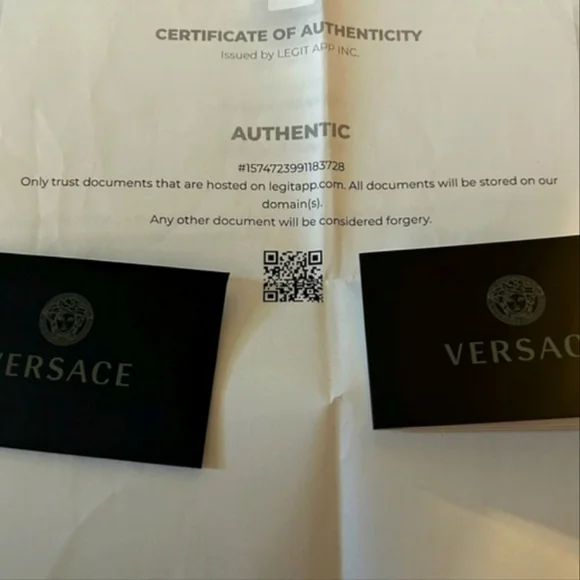 CERTIFICATE OF AUTHENTICITY
Issued by LEGIT APP INC.
AUTHENTIC
#1574723991183728
Only trust documents that are hosted on legitapp.com. All documents will be stored on our
domain(s).
Any other document will be considered forgery.
VERSACE
VERSAC